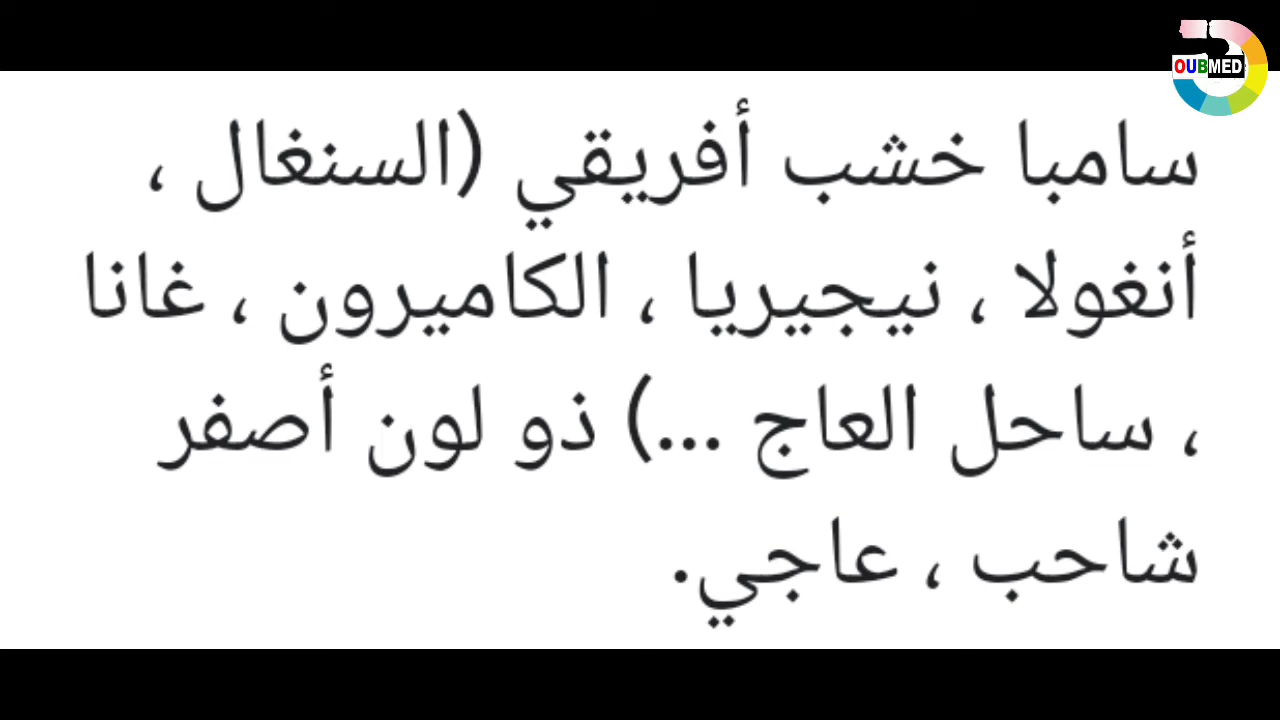 OUBMED
سامبا خشب أفريقي (السنغال ،
أنغولا ، نيجيريا ، الكاميرون ، غانا
، ساحل العاج ...) ذو لون أصفر
شاحب ، عاجي.